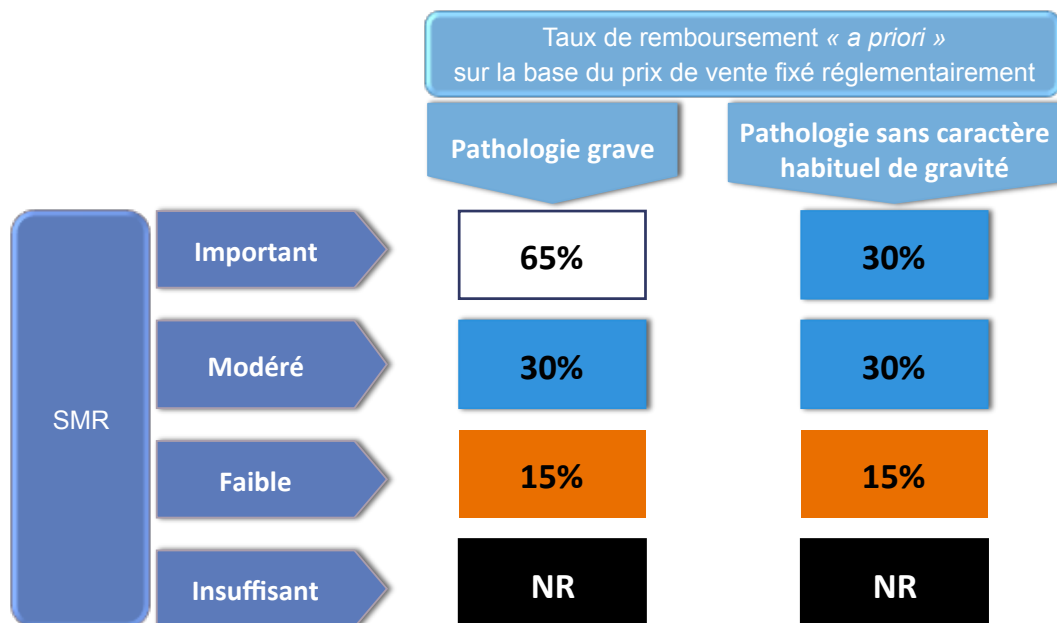 Taux de remboursement « a priori »
sur la base du prix de vente fixé réglementairement
Pathologie grave
Pathologie sans caractère
habituel de gravité
SMR
Important
65%
30%
Modéré
30%
30%
Faible
15%
15%
Insuffisant
NR
NR